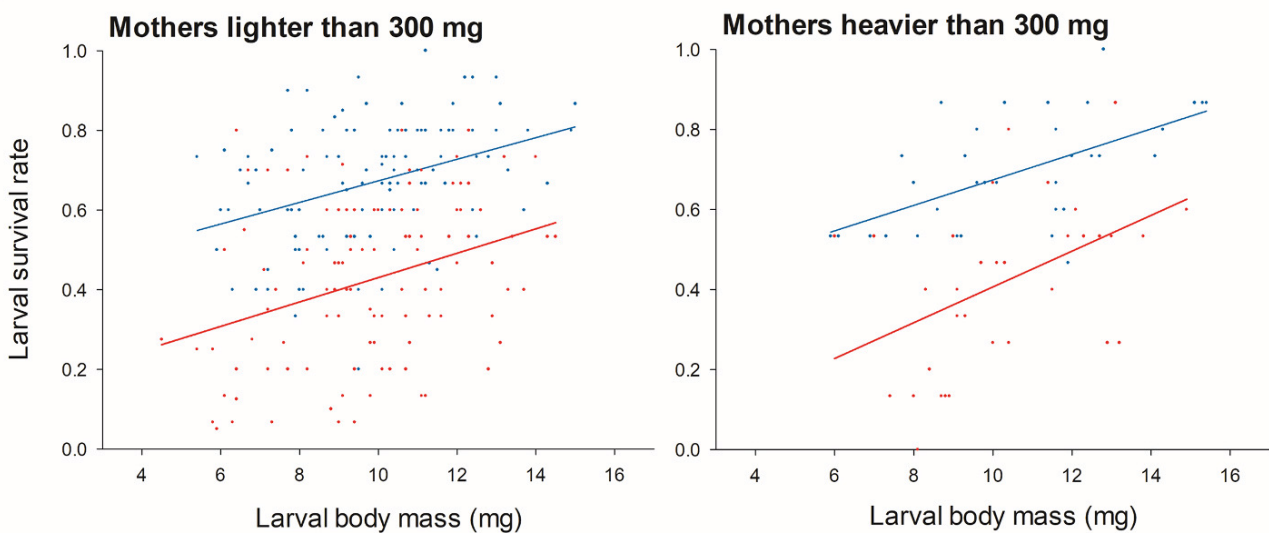 Mothers lighter than 300 mg
Larval survival rate
1.0
0.8
0.6
0.4
0.2
0.0
4 6 8 10 12 14 16
Larval body mass (mg)
Mothers heavier than 300 mg
1.0
0.8
0.6
0.4
0.2
0.0
4 6 8 10 12 14 16
Larval body mass (mg)